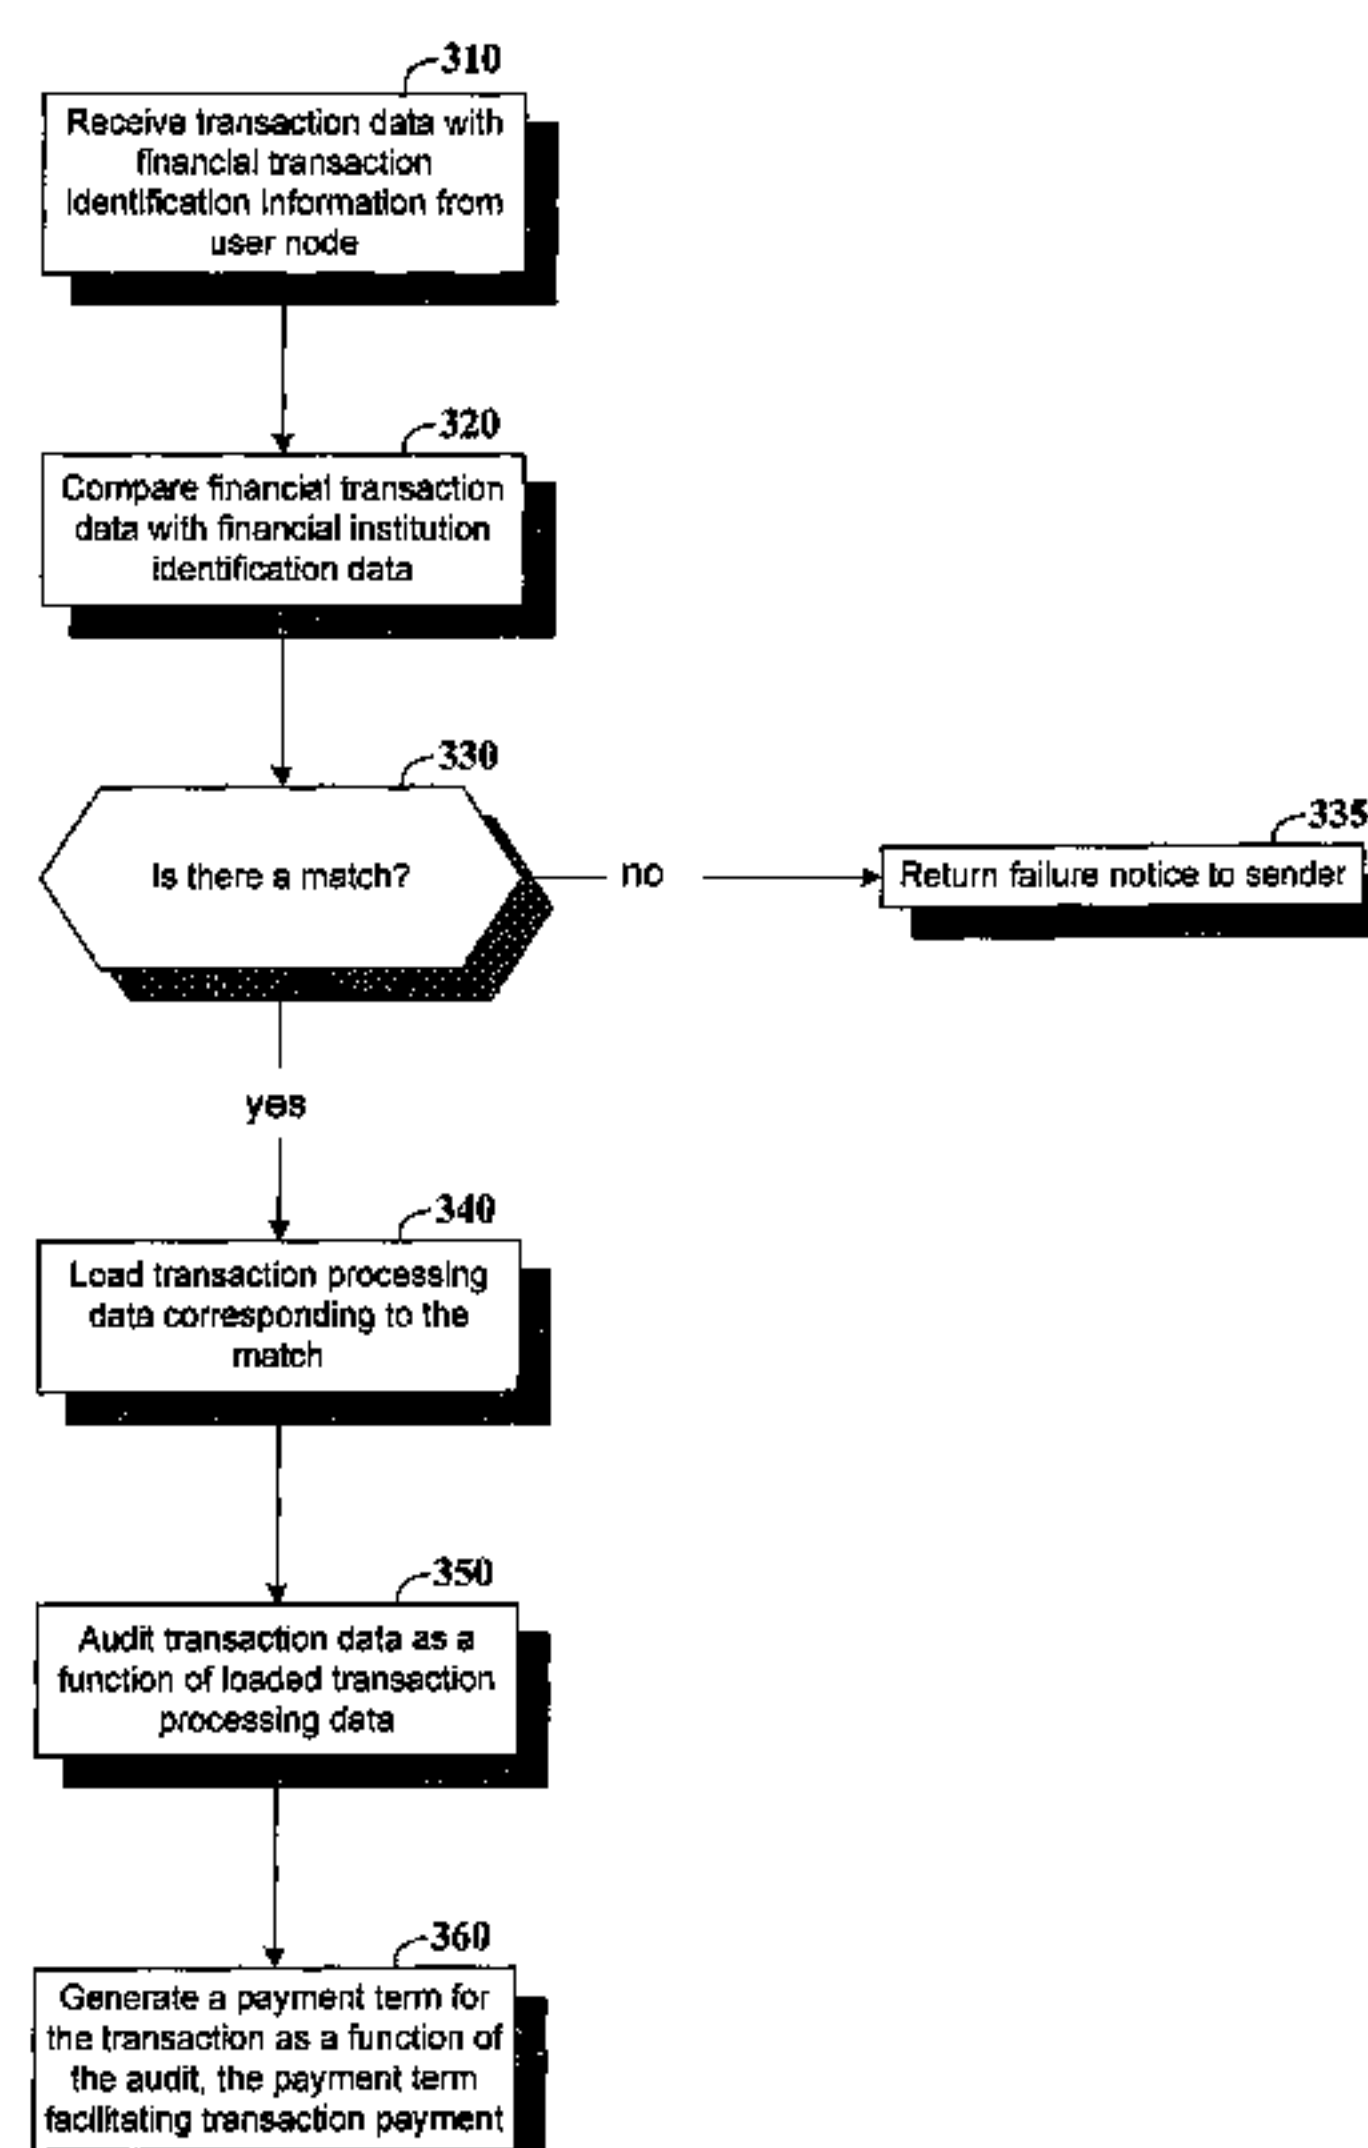 310
Receive transaction data with
financial transaction
identification information from
user node
320
Compare financial transaction
data with financial institution
identification data
330
Is there a match?
no
335
Return failure notice to sender
yes
340
Load transaction processing
data corresponding to the
match
350
Audit transaction data as a
function of loaded transaction
processing data
360
Generate a payment term for
the transaction as a function of
the audit, the payment term
facilitating transaction payment